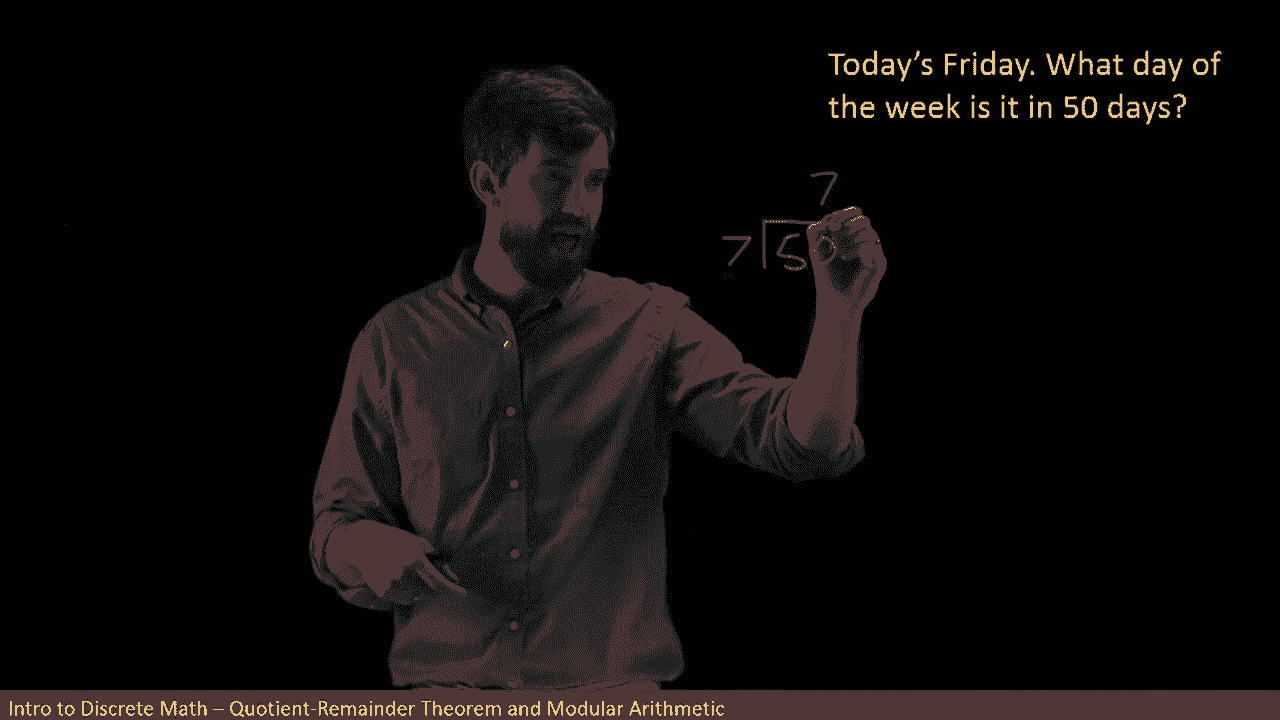 Today's Friday. What day of
the week is it in 50 days?
7
7 50
Intro to Discrete Math – Quotient-Remainder Theorem and Modular Arithmetic